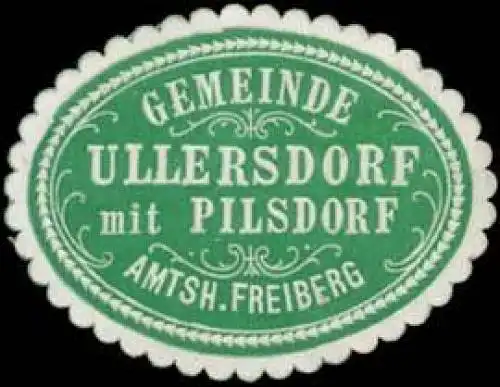 GEMEINDE
ULLERSDORF
mit PILSDORF
AMTSH. FREIBERG